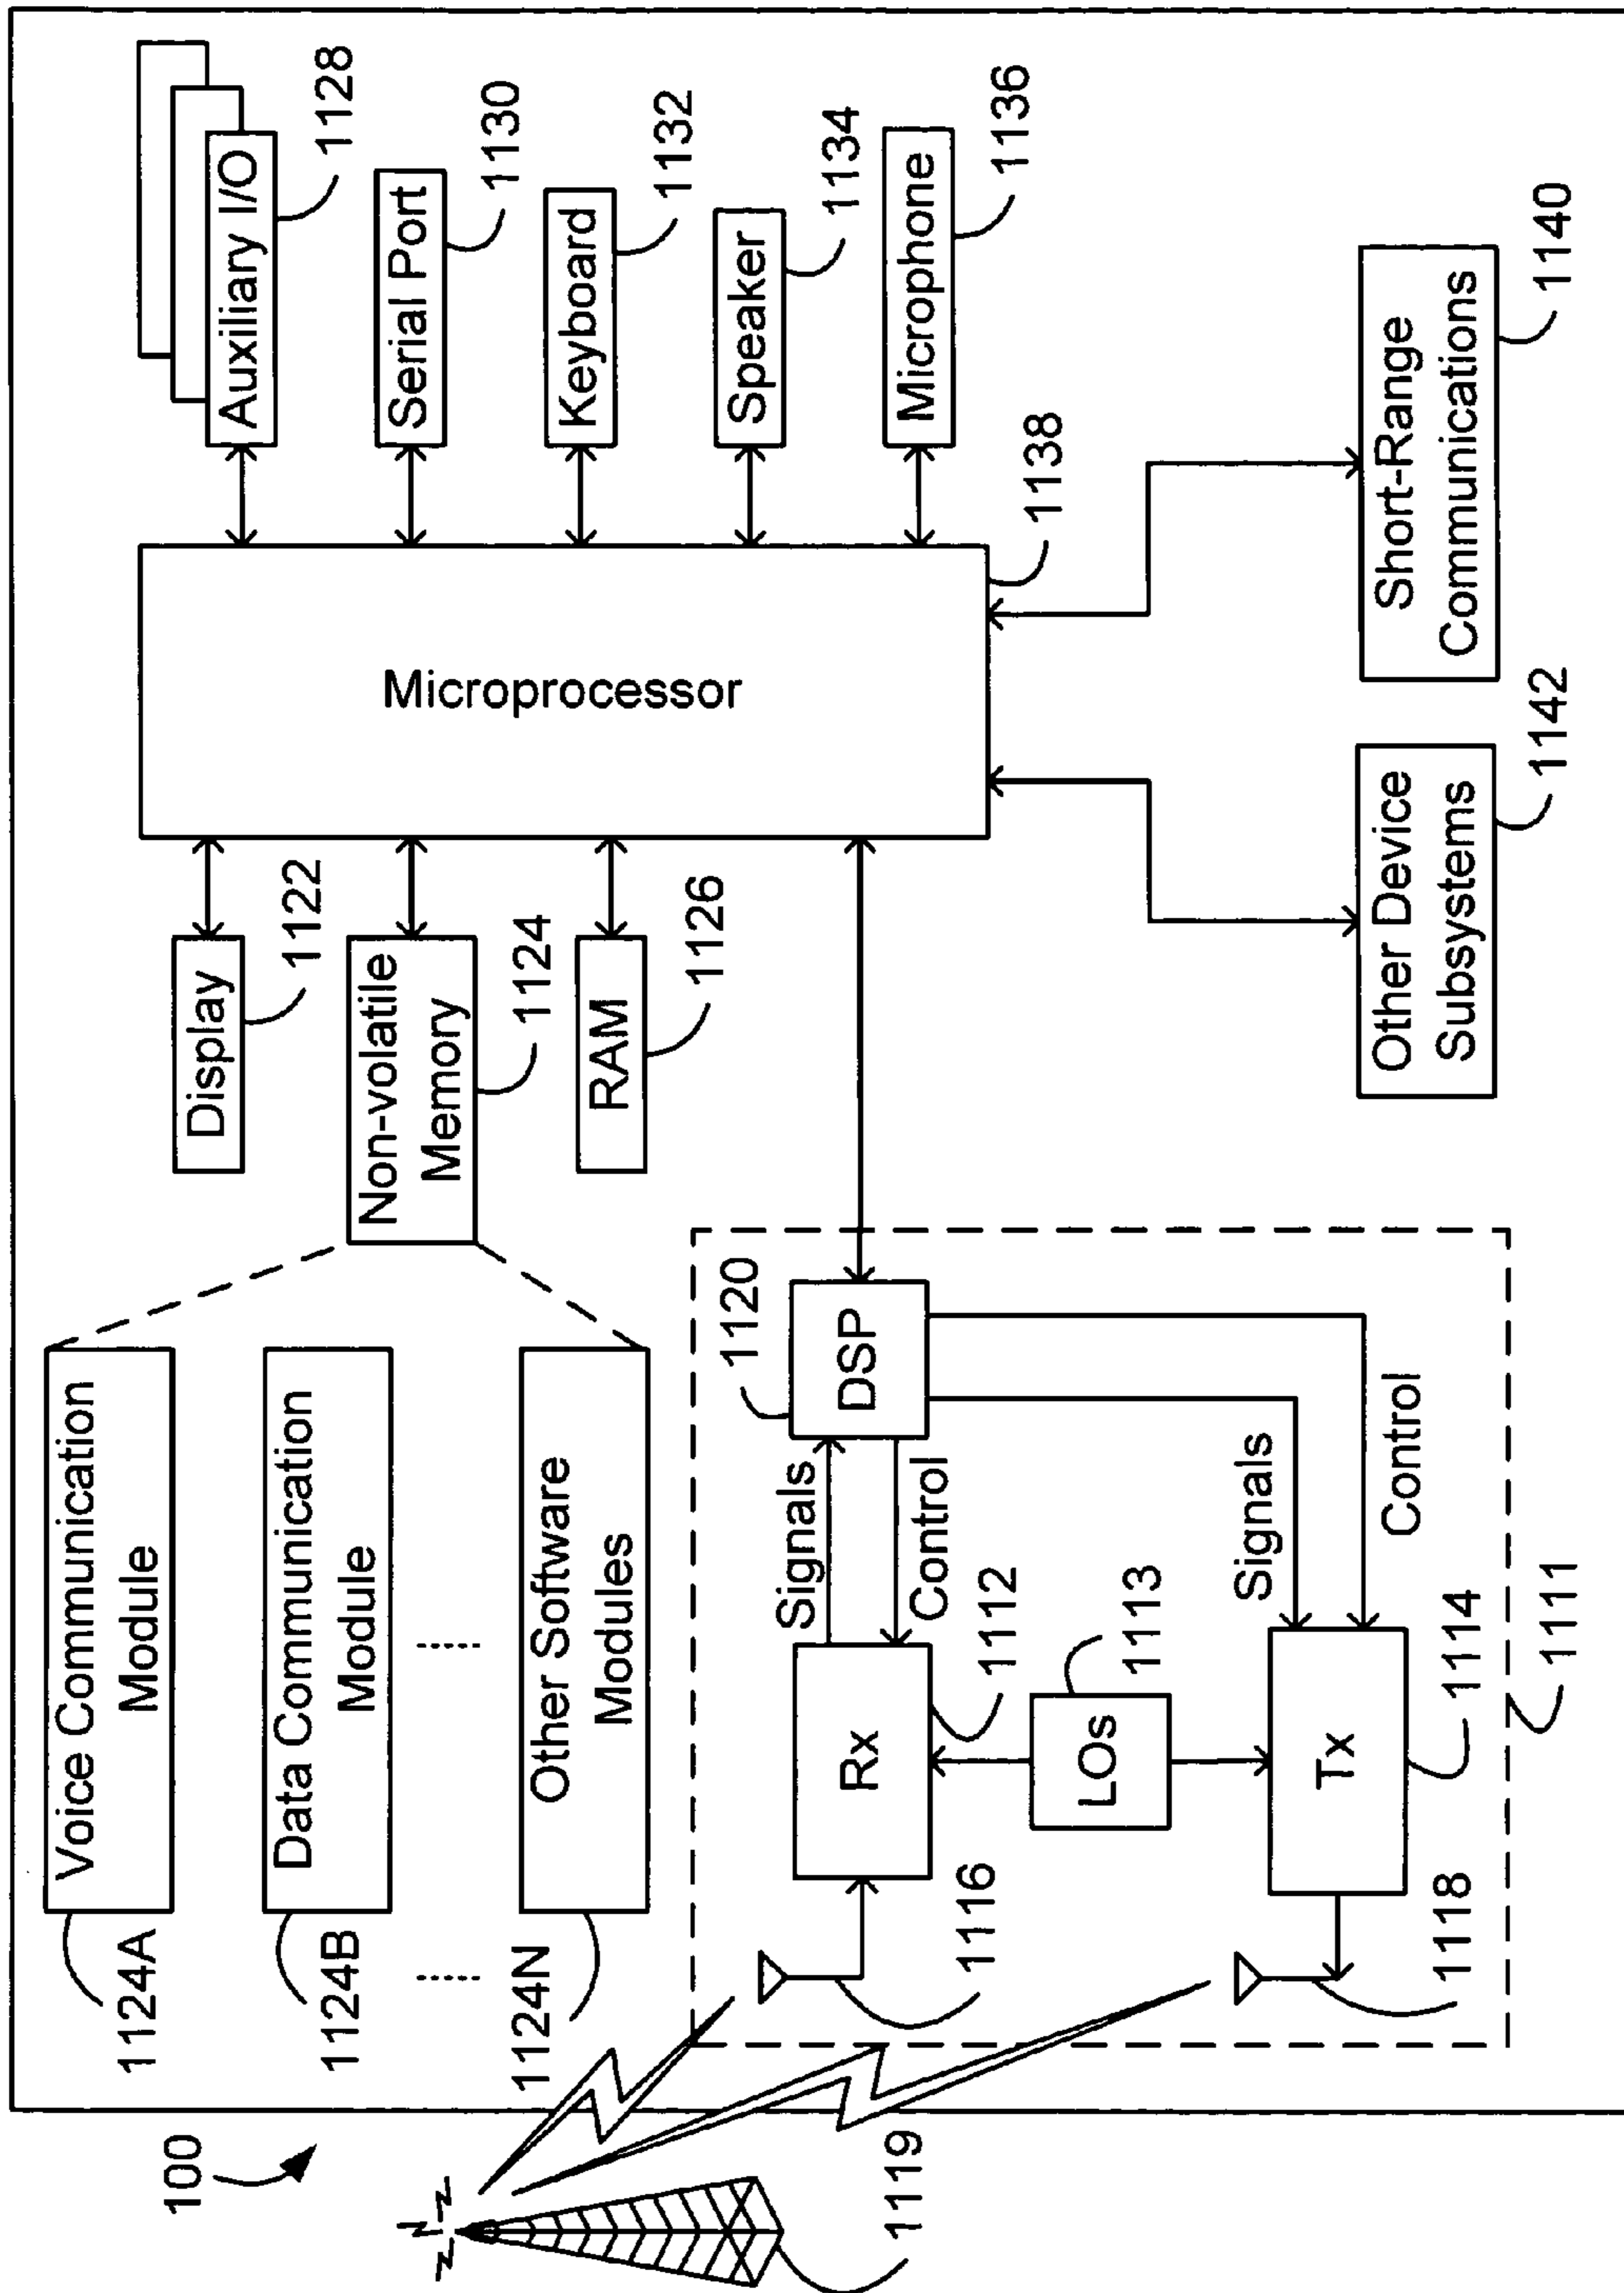 100
1119
1124A
Voice Communication
Module
1124B
Data Communication
Module
1124N
Other Software
Modules
Display
1122
Non-volatile
Memory
1124
RAM
1126
Microprocessor
1138
Auxiliary I/O
1128
Serial Port
1130
Keyboard
1132
Speaker
1134
Microphone
1136
Short-Range
Communications
1140
Other Device
Subsystems
1142
1120
DSP
Signals
Control
Rx
1112
LOs
1113
1116
Signals
Control
Tx
1114
1118
1111